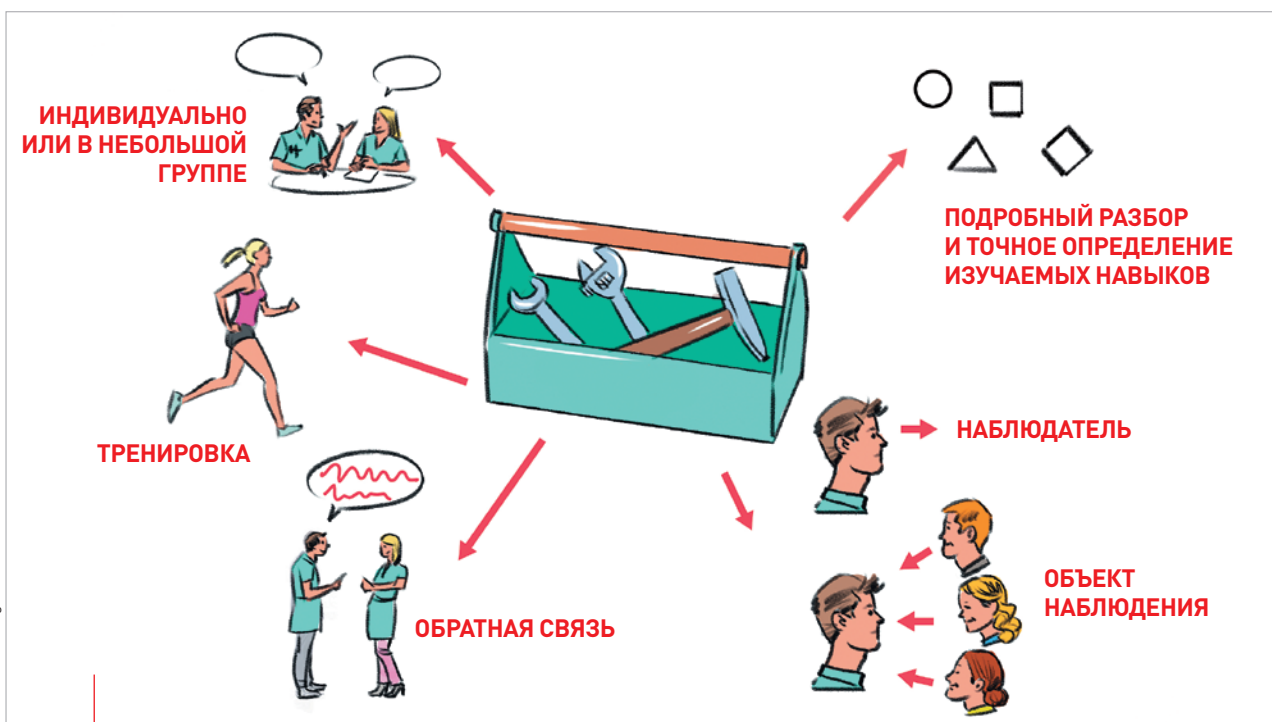 ИНДИВИДУАЛЬНО
ИЛИ В НЕБОЛЬШОЙ
ГРУППЕ
ПОДРОБНЫЙ РАЗБОР
И ТОЧНОЕ ОПРЕДЕЛЕНИЕ
ИЗУЧАЕМЫХ НАВЫКОВ
ТРЕНИРОВКА
НАБЛЮДАТЕЛЬ
ОБРАТНАЯ СВЯЗЬ
ОБЪЕКТ
НАБЛЮДЕНИЯ